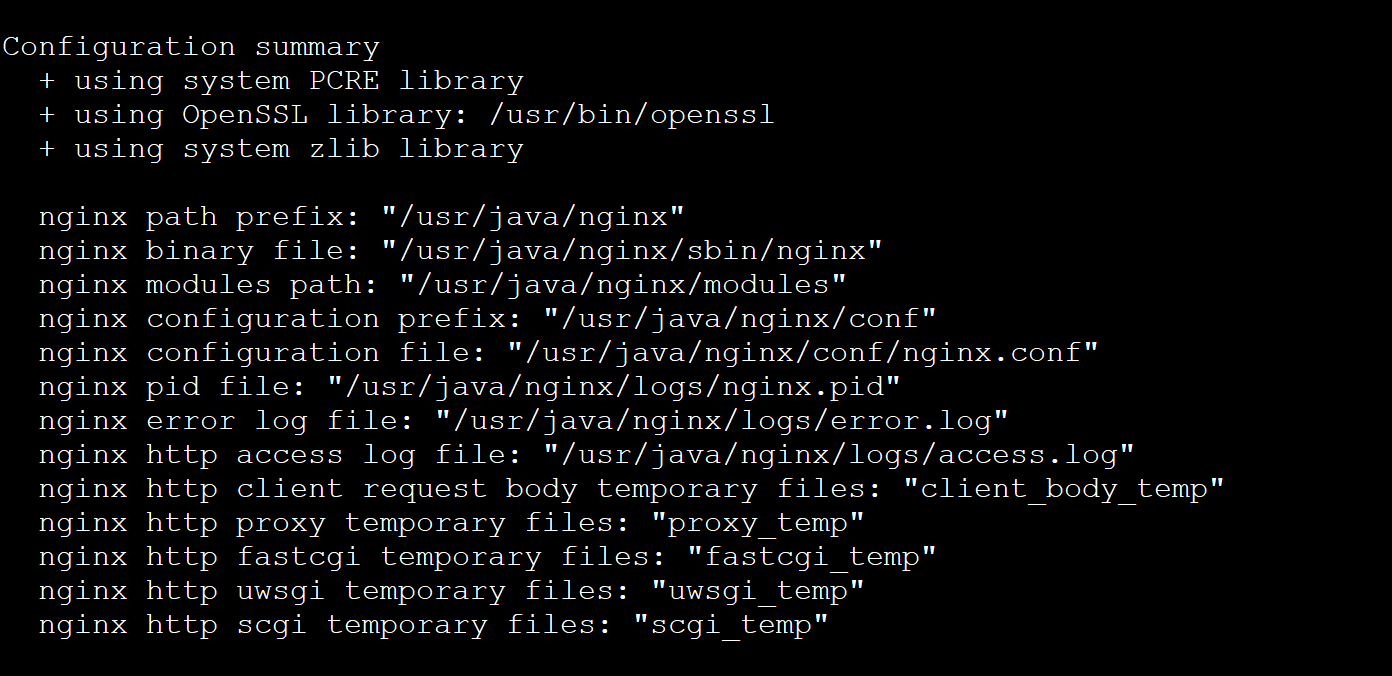 Configuration summary
+ using system PCRE library
+ using OpenSSL library: /usr/bin/openssl
+ using system zlib library
nginx path prefix: "/usr/java/nginx"
nginx binary file: "/usr/java/nginx/sbin/nginx"
nginx modules path: "/usr/java/nginx/modules"
nginx configuration prefix: "/usr/java/nginx/conf"
nginx configuration file: "/usr/java/nginx/conf/nginx.conf"
nginx pid file: "/usr/java/nginx/logs/nginx.pid"
nginx error log file: "/usr/java/nginx/logs/error.log"
nginx http access log file: "/usr/java/nginx/logs/access.log"
nginx http client request body temporary files: "client_body_temp"
nginx http proxy temporary files: "proxy_temp"
nginx http fastcgi temporary files: "fastcgi_temp"
nginx http uwsgi temporary files: "uwsgi_temp"
nginx http scgi temporary files: "scgi_temp"